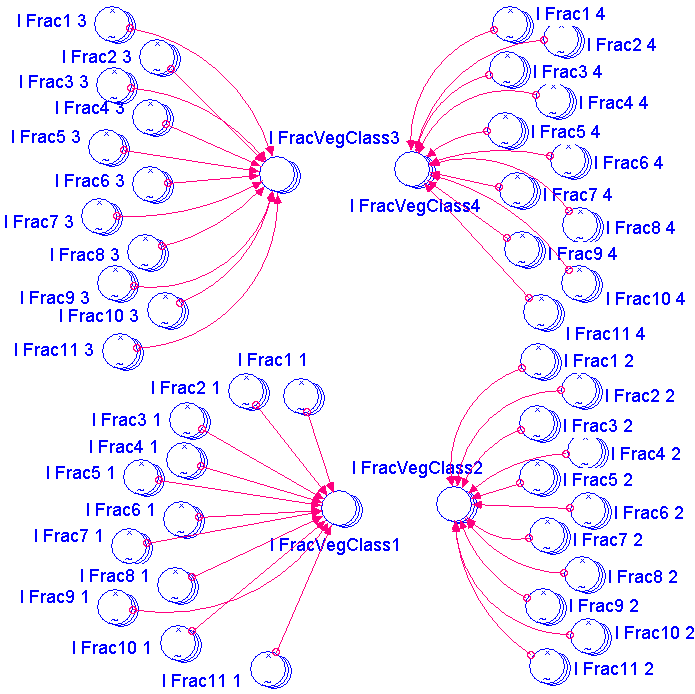 I Frac1 3
I Frac2 3
I Frac3 3
I Frac4 3
I Frac5 3
I Frac6 3
I Frac7 3
I Frac8 3
I Frac9 3
I Frac10 3
I Frac11 3
I FracVegClass3
I Frac1 4
I Frac2 4
I Frac3 4
I Frac4 4
I Frac5 4
I Frac6 4
I Frac7 4
I Frac8 4
I Frac9 4
I Frac10 4
I Frac11 4
I FracVegClass4
I Frac1 1
I Frac2 1
I Frac3 1
I Frac4 1
I Frac5 1
I Frac6 1
I Frac7 1
I Frac8 1
I Frac9 1
I Frac10 1
I Frac11 1
I FracVegClass1
I Frac1 2
I Frac2 2
I Frac3 2
I Frac4 2
I Frac5 2
I Frac6 2
I Frac7 2
I Frac8 2
I Frac9 2
I Frac10 2
I Frac11 2
I FracVegClass2